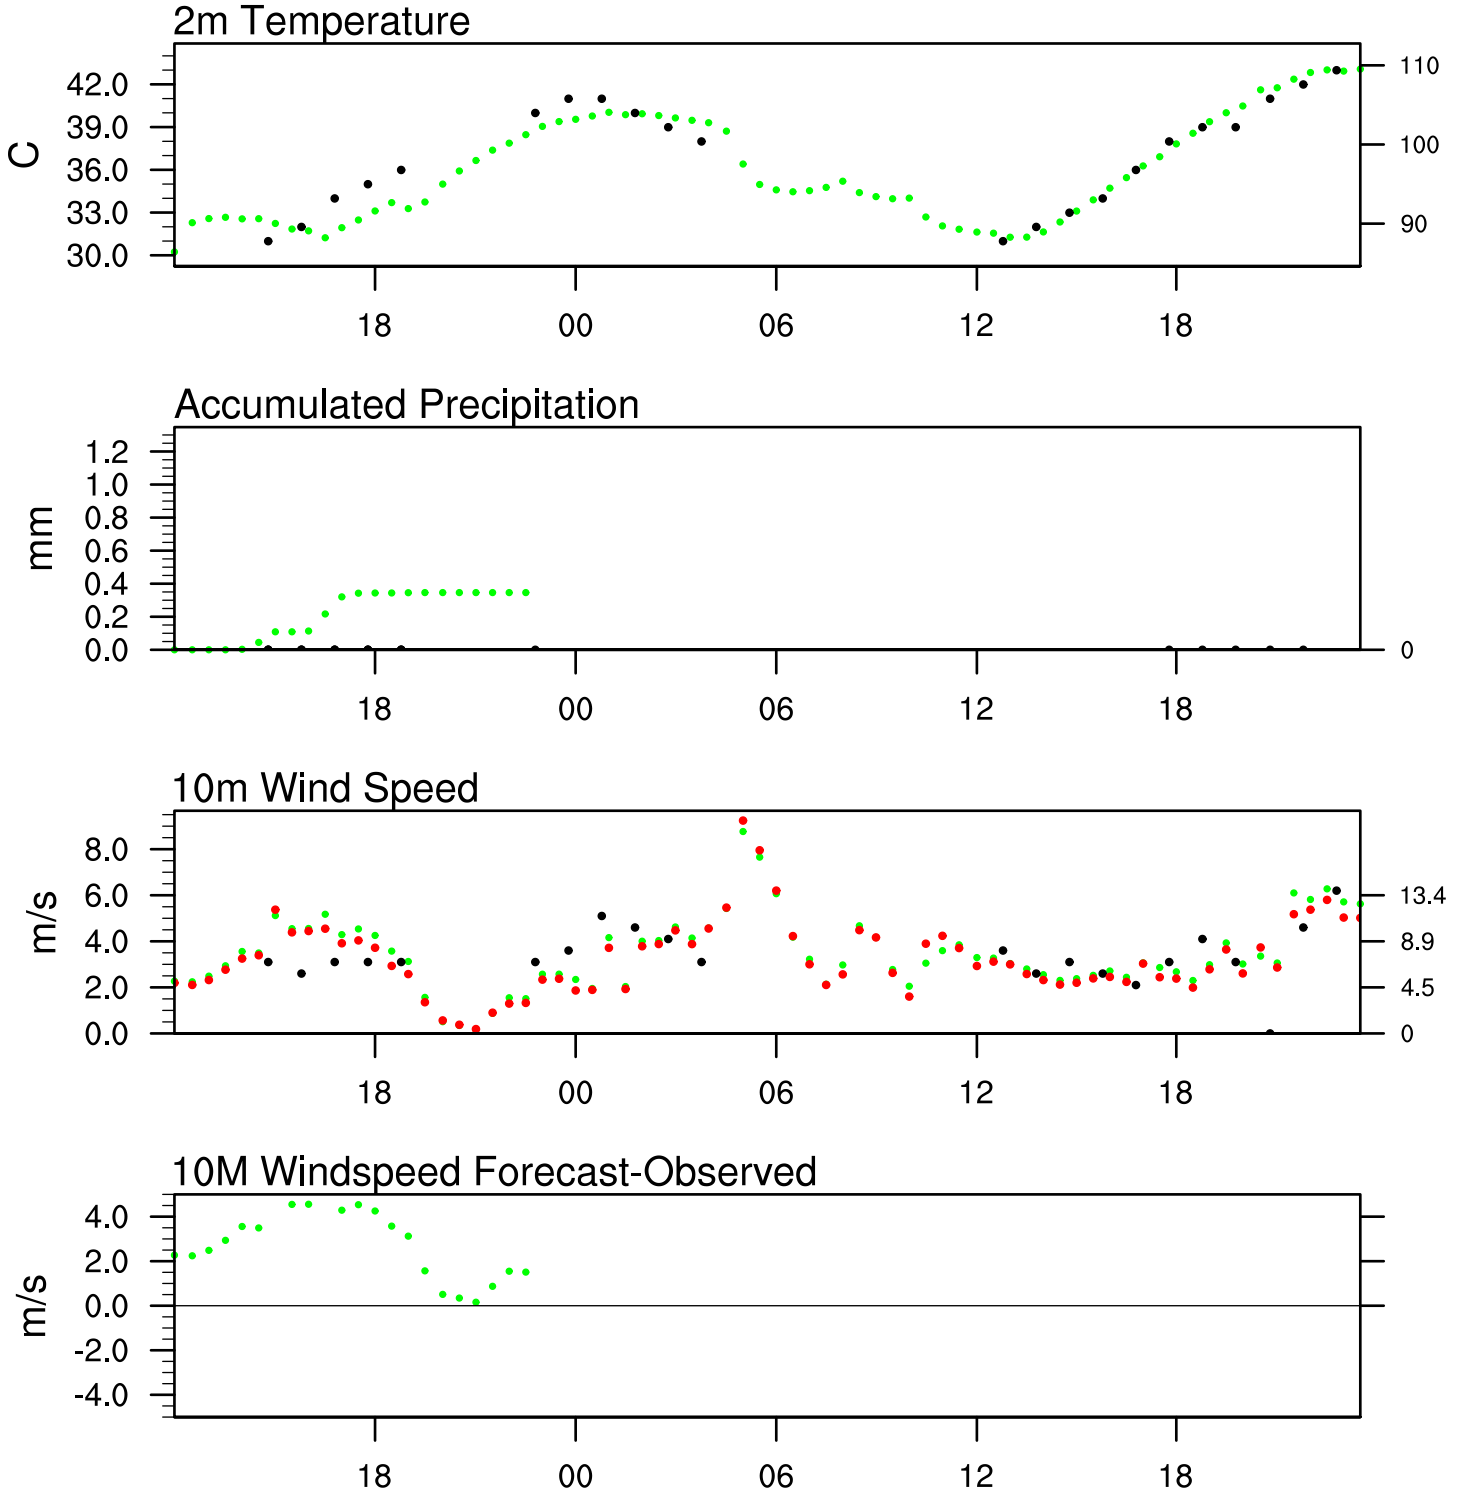 2m Temperature
42.0
39.0
36.0
33.0
30.0
C
110
100
90
18 00 06 12 18
Accumulated Precipitation
1.2
1.0
0.8
0.6
0.4
0.2
0.0
mm
0
18 00 06 12 18
10m Wind Speed
8.0
6.0
4.0
2.0
0.0
m/s
13.4
8.9
4.5
0
18 00 06 12 18
10M Windspeed Forecast-Observed
4.0
2.0
0.0
-2.0
-4.0
m/s
18 00 06 12 18